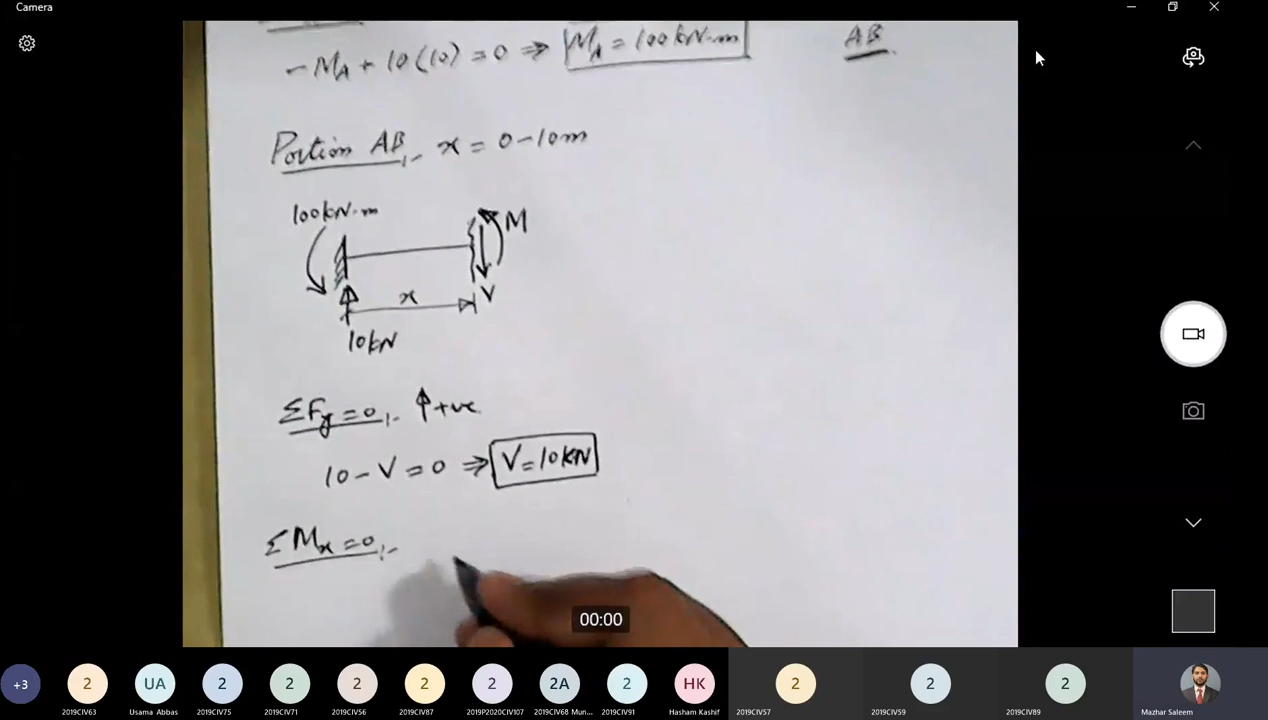 Camera
- MA + 10(10) = 0 ⇒ MA = 100 kN-m
AB
Portion AB:- x = 0-10m
100kN-m
M
x
V
10kN
ΣFy = 0:- ↑+ve
10 - V = 0 ⇒ V = 10kN
ΣMx = 0:-
00:00
+3
2
UA
2
2
2
2
2
2A
2
HK
2
2
2
2019CIV63
Usama Abbas
2019CIV75
2019CIV71
2019CIV56
2019CIV87
2019P2020CIV107
2019CIV68 Mun...
2019CIV91
Hasham Kashif
2019CIV57
2019CIV59
2019CIV89
Mazhar Saleem